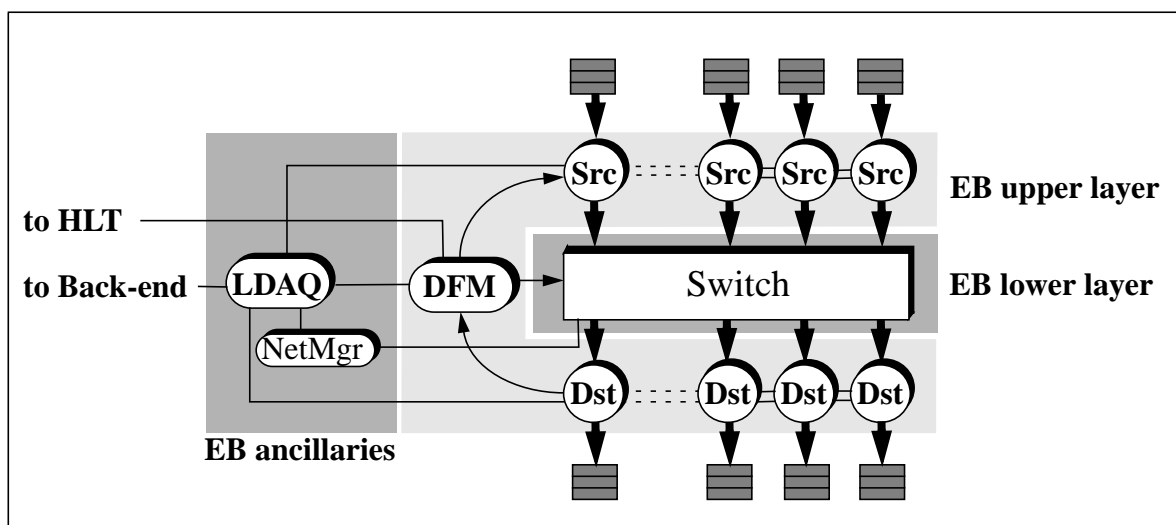 Src Src Src Src
EB upper layer
to HLT
to Back-end
LDAQ
DFM
Switch
EB lower layer
NetMgr
Dst Dst Dst Dst
EB ancillaries